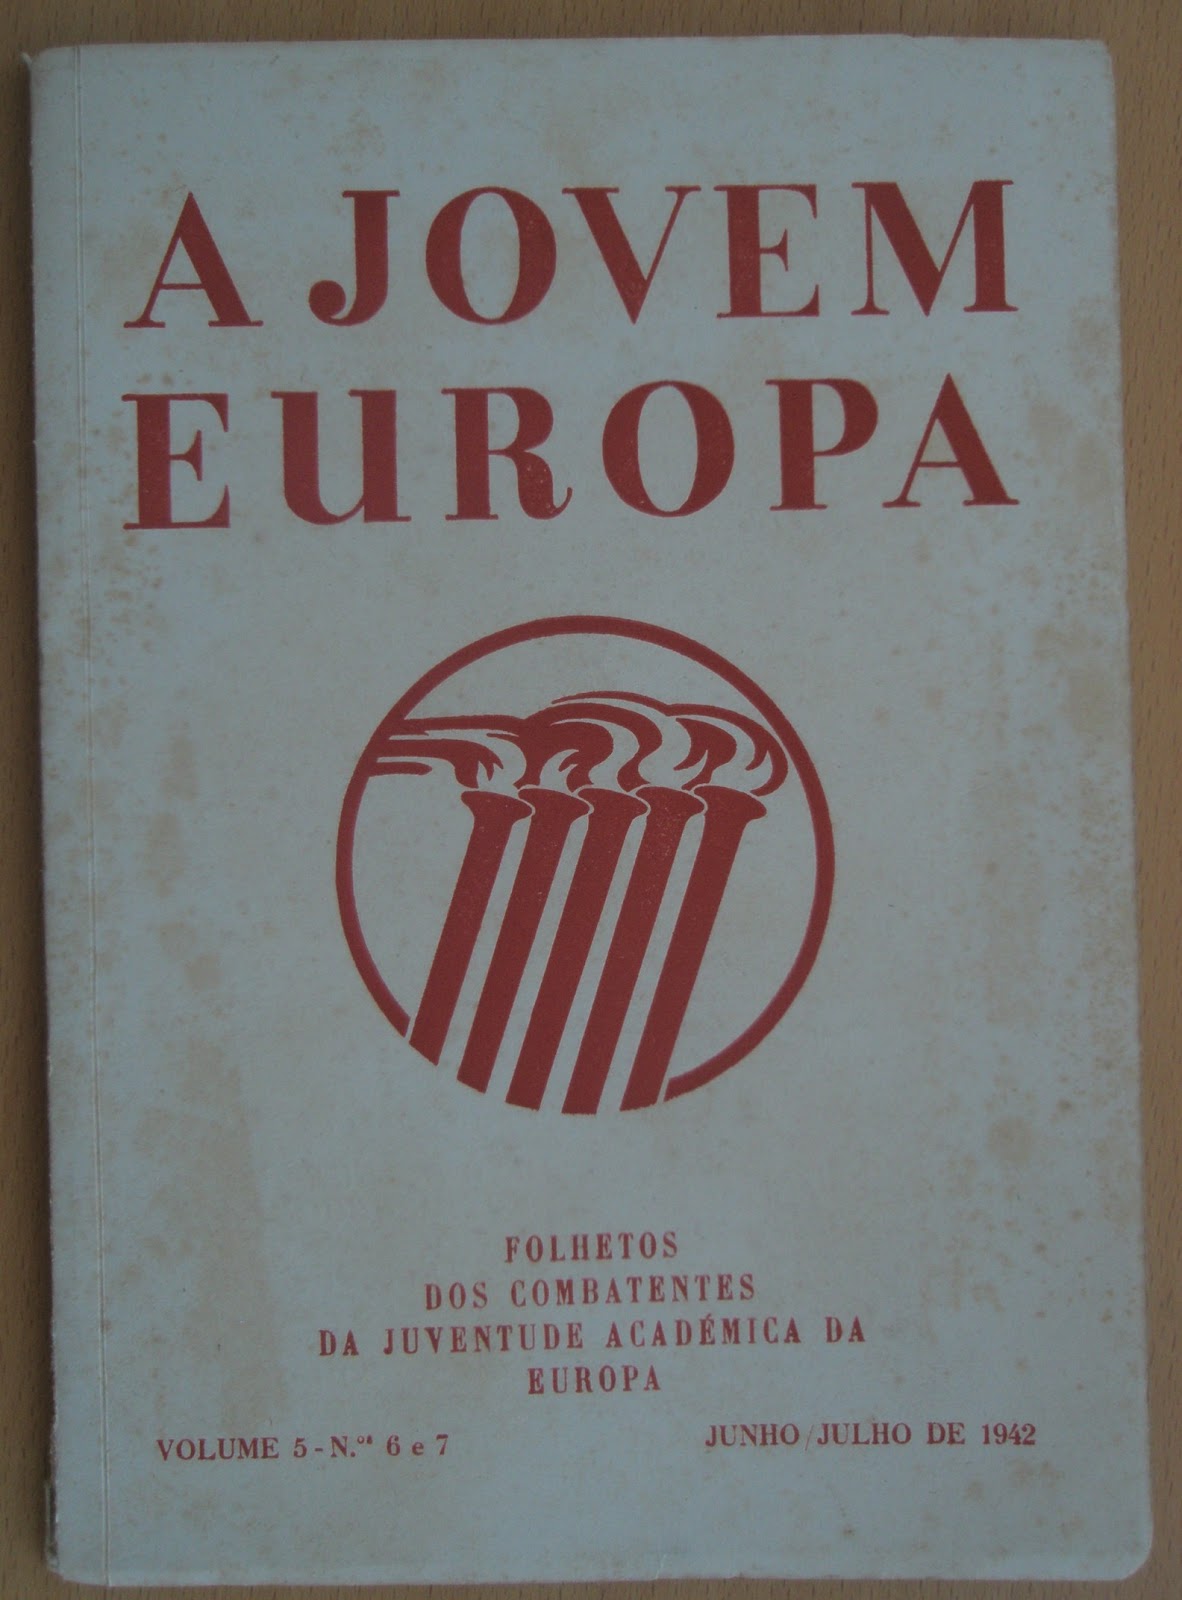 A JOVEM
EUROPA
FOLHETOS
DOS COMBATENTES
DA JUVENTUDE ACADÉMICA DA
EUROPA
VOLUME 5 - N.ºˢ 6 e 7
JUNHO/JULHO DE 1942